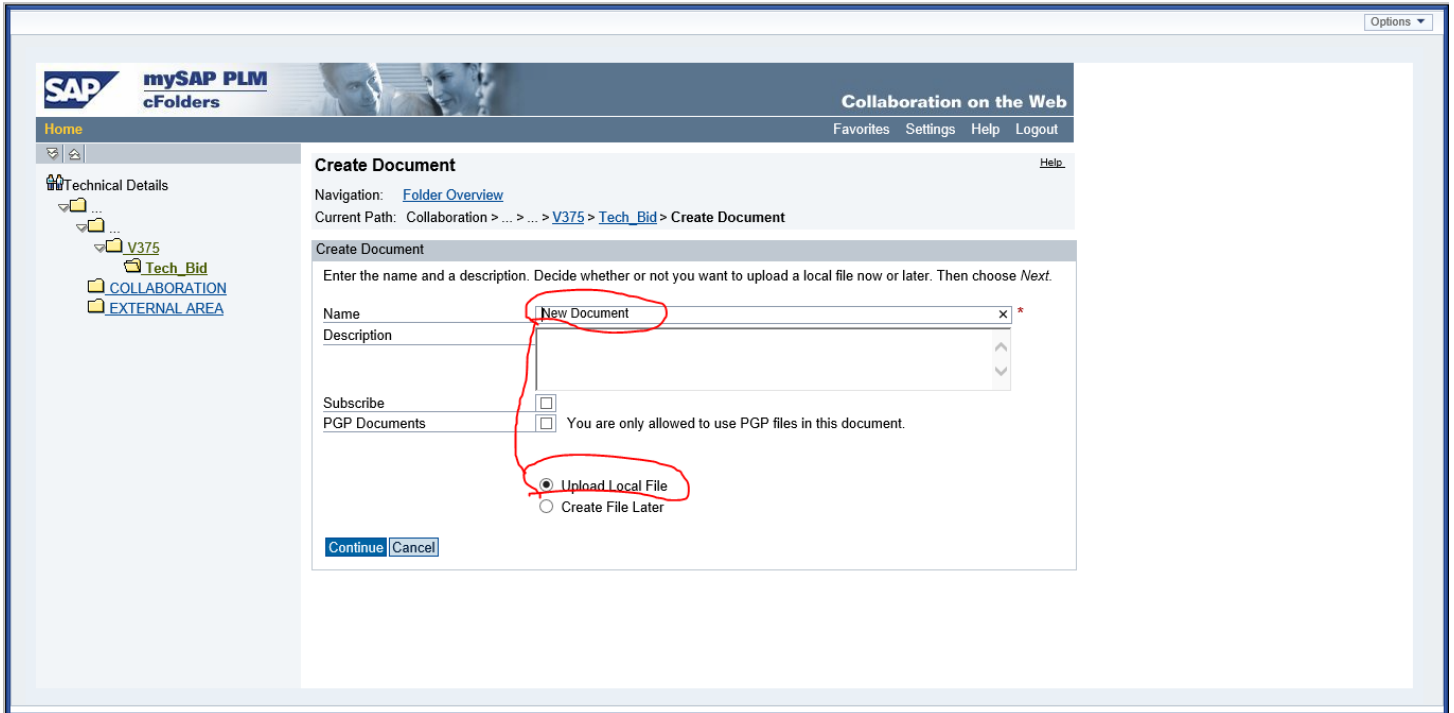 Options
SAP
mySAP PLM
cFolders
Collaboration on the Web
Home
Favorites Settings Help Logout
Technical Details
...
...
V375
Tech_Bid
COLLABORATION
EXTERNAL AREA
Create Document
Help
Navigation: Folder Overview
Current Path: Collaboration > ... > ... > V375 > Tech_Bid > Create Document
Create Document
Enter the name and a description. Decide whether or not you want to upload a local file now or later. Then choose Next.
Name New Document *
Description
Subscribe
PGP Documents You are only allowed to use PGP files in this document.
Upload Local File
Create File Later
Continue Cancel